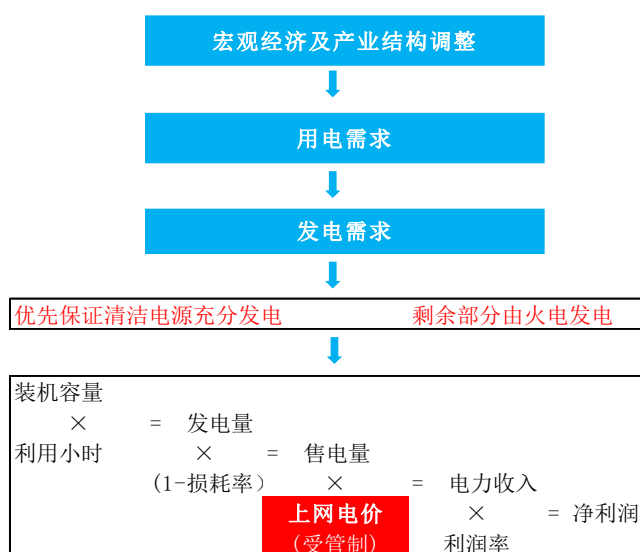 宏观经济及产业结构调整
用电需求
发电需求
优先保证清洁电源充分发电 剩余部分由火电发电
装机容量
× = 发电量
利用小时 × = 售电量
(1-损耗率） × = 电力收入
上网电价 × = 净利润
（受管制） 利润率